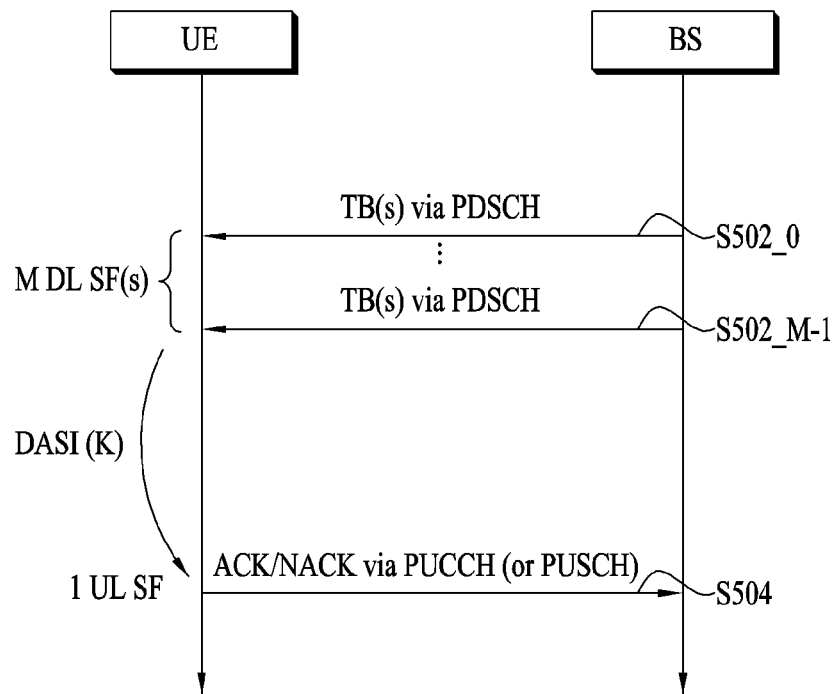 UE
BS
TB(s) via PDSCH
S502_0
⋮
M DL SF(s)
TB(s) via PDSCH
S502_M-1
DASI (K)
ACK/NACK via PUCCH (or PUSCH)
1 UL SF
S504